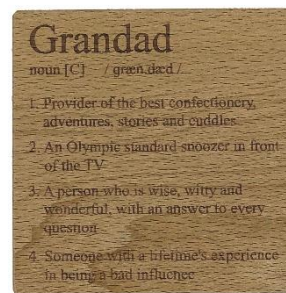 Grandad
noun [C] / græn.dæd /
1. Provider of the best confectionery,
adventures, stories and cuddles
2. An Olympic standard snoozer in front
of the TV
3. A person who is wise, witty and
wonderful, with an answer to every
question
4. Someone with a lifetime's experience
in being a bad influence